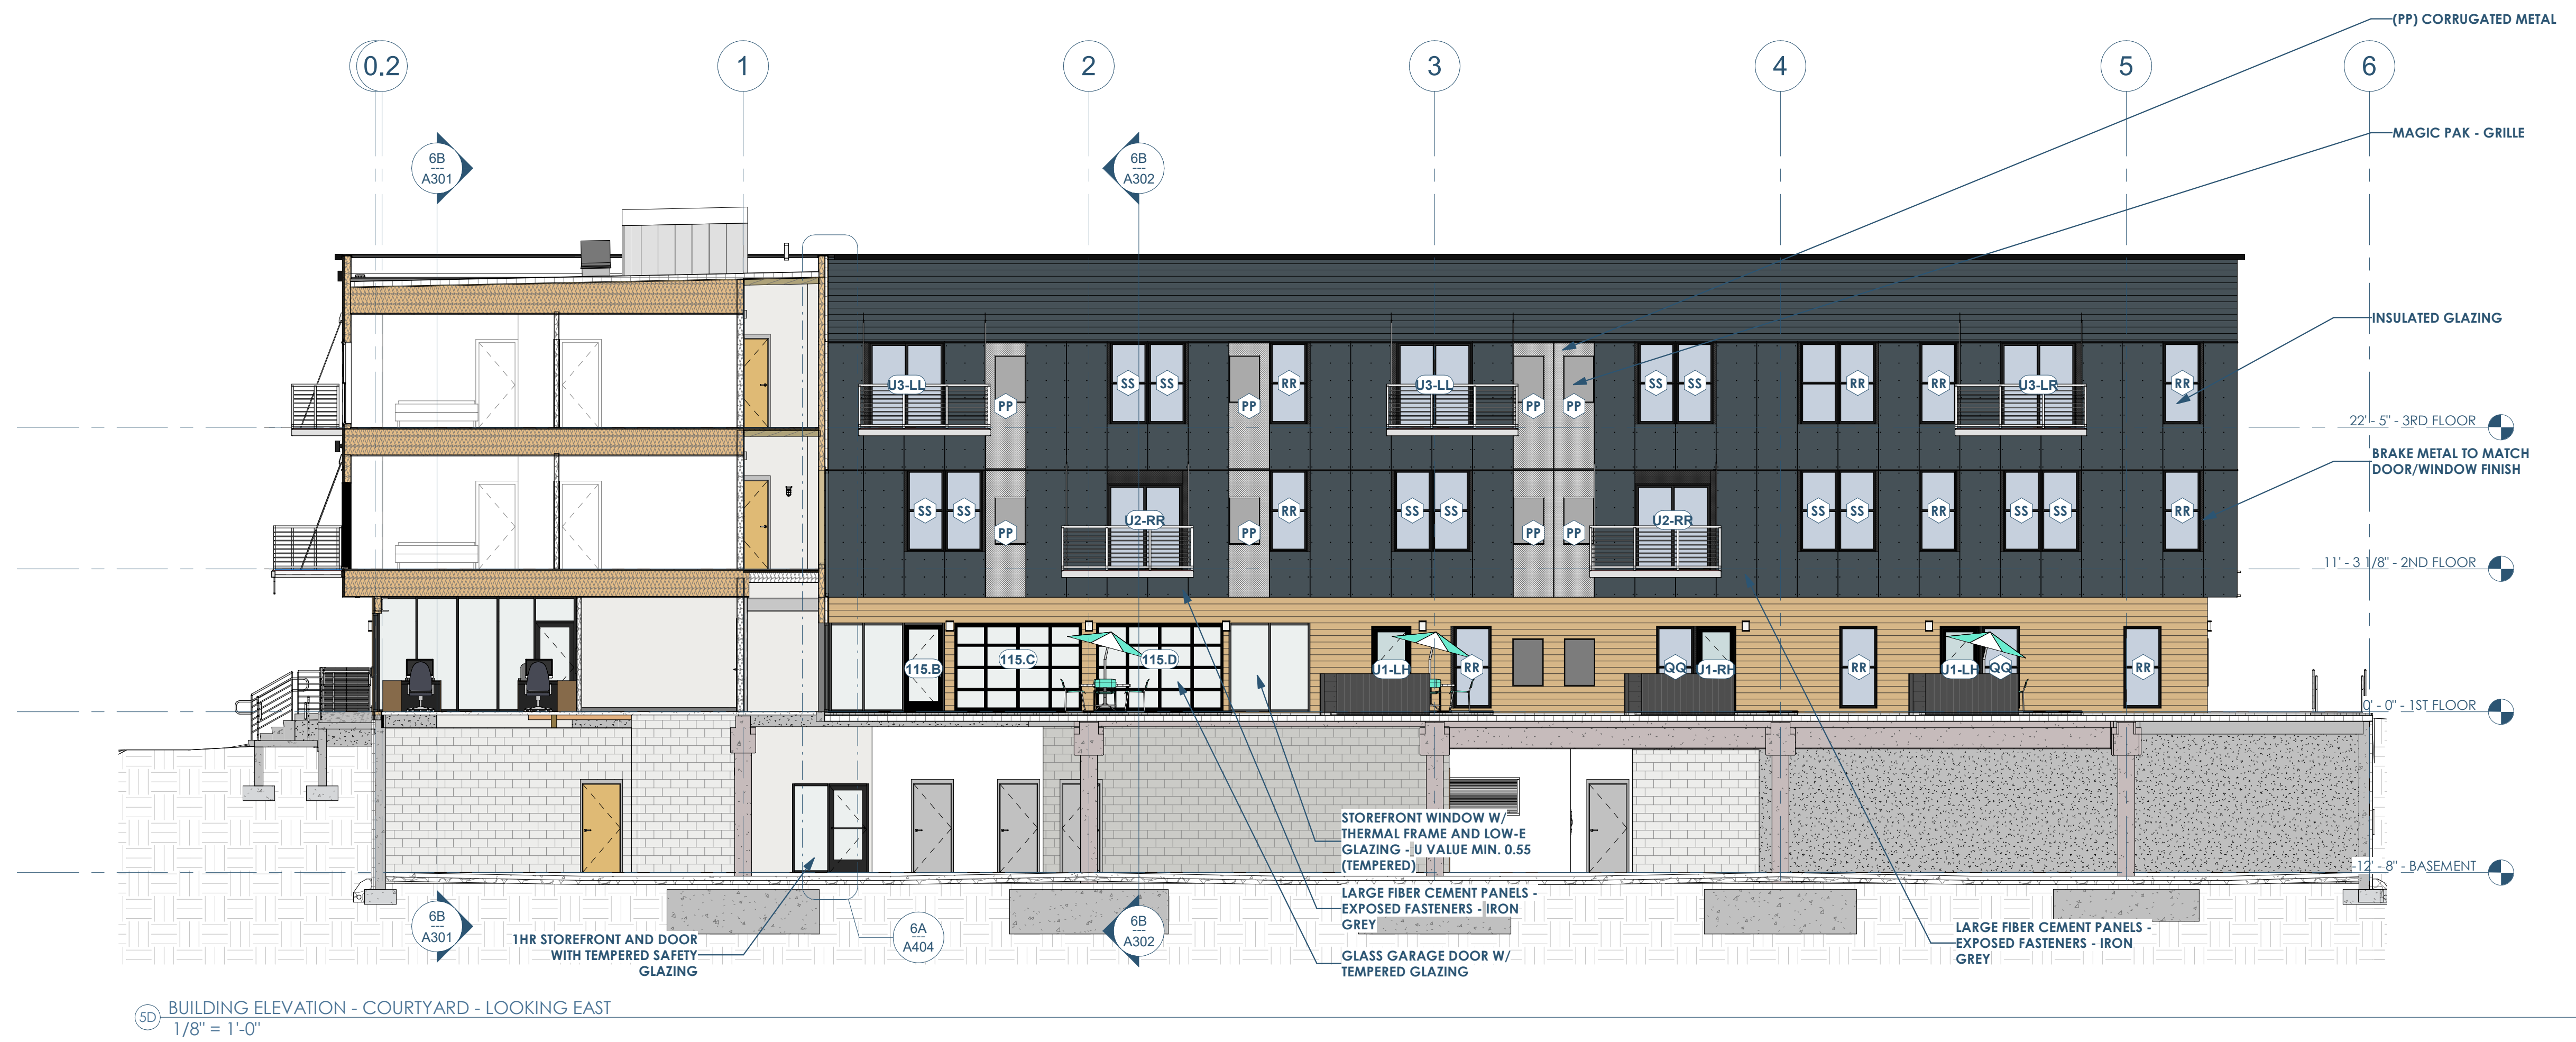 (PP) CORRUGATED METAL
0.2
1
2
3
4
5
6
MAGIC PAK - GRILLE
6B
---
A301
6B
---
A302
INSULATED GLAZING
U3-LL
SS
SS
RR
U3-LL
SS
SS
RR
RR
U3-LR
RR
PP
PP
PP
PP
22' - 5" - 3RD FLOOR
BRAKE METAL TO MATCH
DOOR/WINDOW FINISH
SS
SS
RR
SS
SS
SS
SS
RR
SS
SS
RR
U2-RR
U2-RR
PP
PP
PP
PP
11' - 3 1/8" - 2ND FLOOR
115.B
115.C
115.D
U1-LH
RR
QQ
U1-RH
RR
U1-LH
QQ
RR
0' - 0" - 1ST FLOOR
STOREFRONT WINDOW W/
THERMAL FRAME AND LOW-E
GLAZING - U VALUE MIN. 0.55
(TEMPERED)
-12' - 8" - BASEMENT
LARGE FIBER CEMENT PANELS -
EXPOSED FASTENERS - IRON
GREY
6B
---
A301
6A
---
A404
6B
---
A302
1HR STOREFRONT AND DOOR
WITH TEMPERED SAFETY
GLAZING
GLASS GARAGE DOOR W/
TEMPERED GLAZING
LARGE FIBER CEMENT PANELS -
EXPOSED FASTENERS - IRON
GREY
5D
BUILDING ELEVATION - COURTYARD - LOOKING EAST
1/8" = 1'-0"